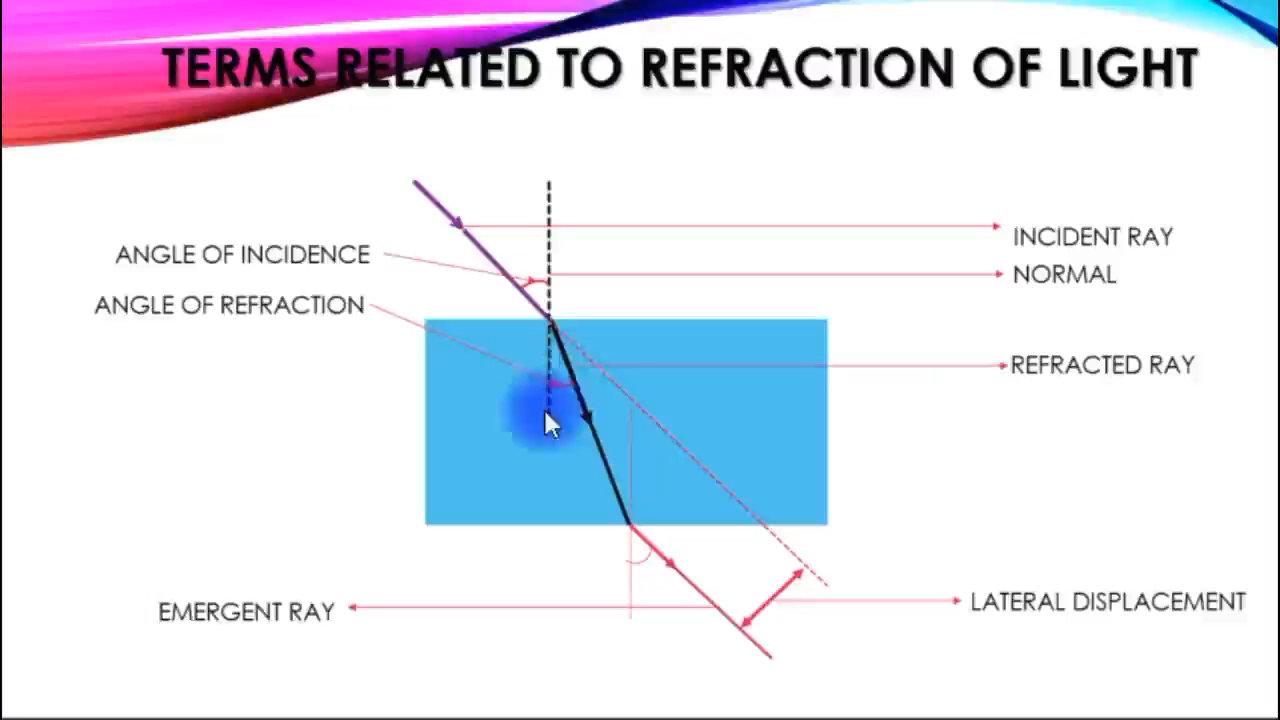 TERMS RELATED TO REFRACTION OF LIGHT
INCIDENT RAY
ANGLE OF INCIDENCE
NORMAL
ANGLE OF REFRACTION
REFRACTED RAY
EMERGENT RAY
LATERAL DISPLACEMENT